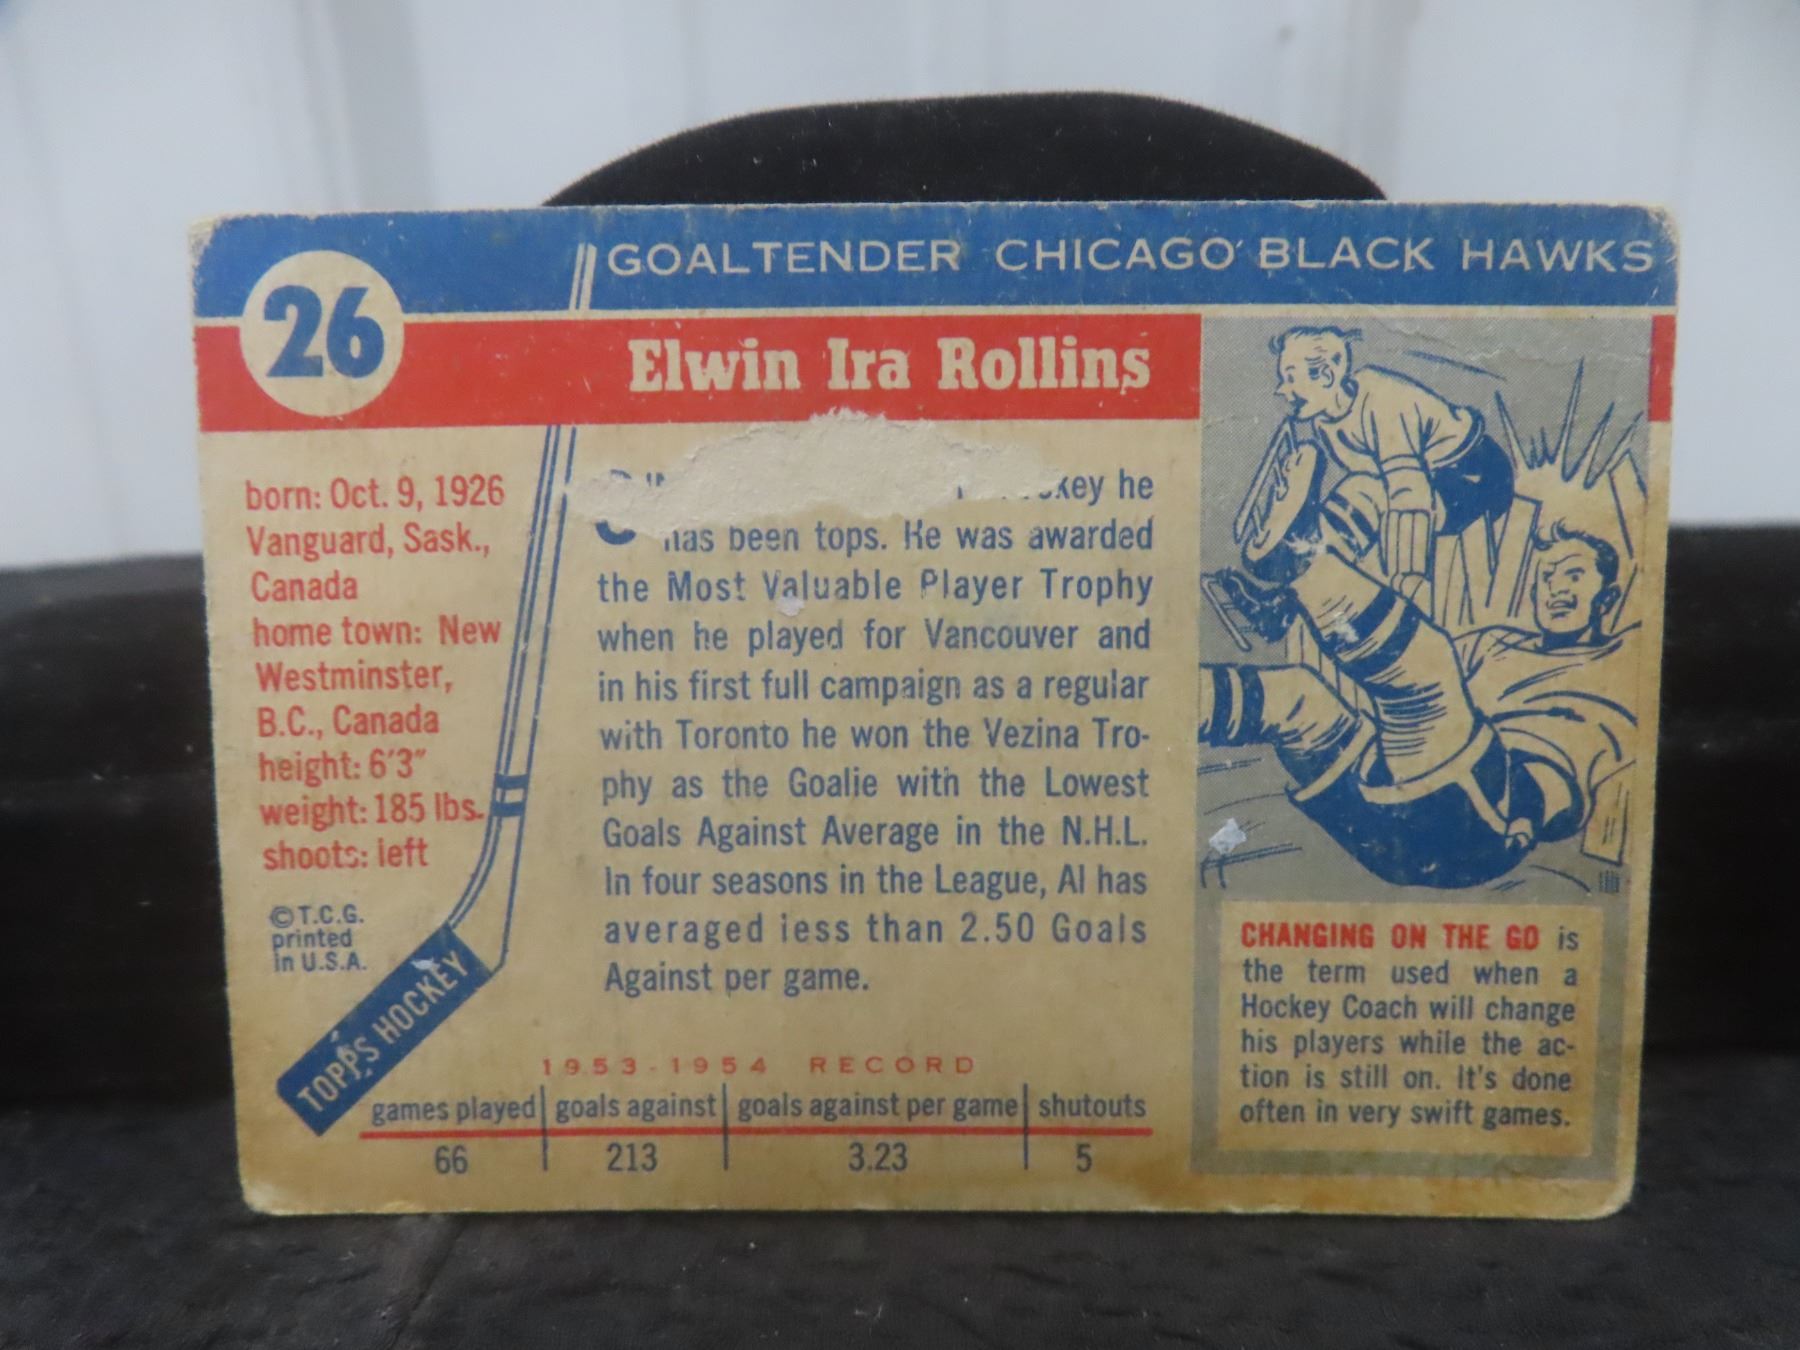 GOALTENDER CHICAGO BLACK HAWKS
26
Elwin Ira Rollins
born: Oct. 9, 1926
Vanguard, Sask.,
Canada
home town: New
Westminster,
B.C., Canada
height: 6'3"
weight: 185 lbs.
shoots: left
©T.C.G.
printed
in U.S.A.
TOPPS HOCKEY
he
has been tops. He was awarded
the Most Valuable Player Trophy
when he played for Vancouver and
in his first full campaign as a regular
with Toronto he won the Vezina Tro-
phy as the Goalie with the Lowest
Goals Against Average in the N.H.L.
In four seasons in the League, Al has
averaged less than 2.50 Goals
Against per game.
1953-1954 RECORD
games played goals against goals against per game shutouts
66 213 3.23 5
CHANGING ON THE GO is
the term used when a
Hockey Coach will change
his players while the ac-
tion is still on. It's done
often in very swift games.